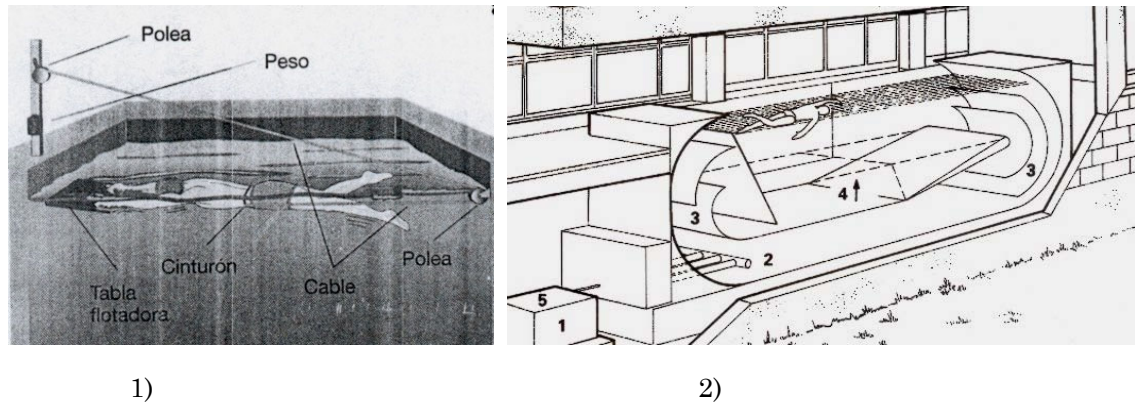 Polea
Peso
Cinturón
Cable
Polea
Tabla
flotadora
4
3
3
2
5
1
1)
2)